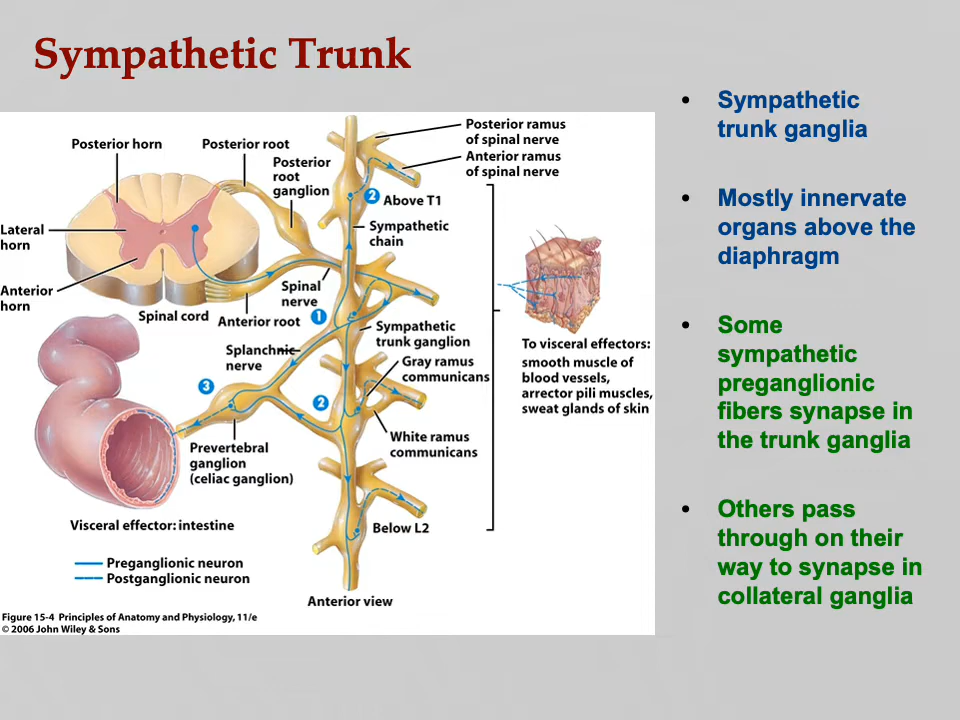 Sympathetic Trunk
Posterior horn
Posterior root
Posterior
root
ganglion
Posterior ramus
of spinal nerve
Anterior ramus
of spinal nerve
2
Above T1
Lateral
horn
Sympathetic
chain
Anterior
horn
Spinal cord
Anterior root
Spinal
nerve
1
Splanchnic
nerve
Sympathetic
trunk ganglion
Gray ramus
communicans
3
2
White ramus
communicans
Prevertebral
ganglion
(celiac ganglion)
To visceral effectors:
smooth muscle of
blood vessels,
arrector pili muscles,
sweat glands of skin
Visceral effector: intestine
Below L2
Preganglionic neuron
Postganglionic neuron
Anterior view
Figure 15-4 Principles of Anatomy and Physiology, 11/e
© 2006 John Wiley & Sons
• Sympathetic
trunk ganglia
• Mostly innervate
organs above the
diaphragm
• Some
sympathetic
preganglionic
fibers synapse in
the trunk ganglia
• Others pass
through on their
way to synapse in
collateral ganglia